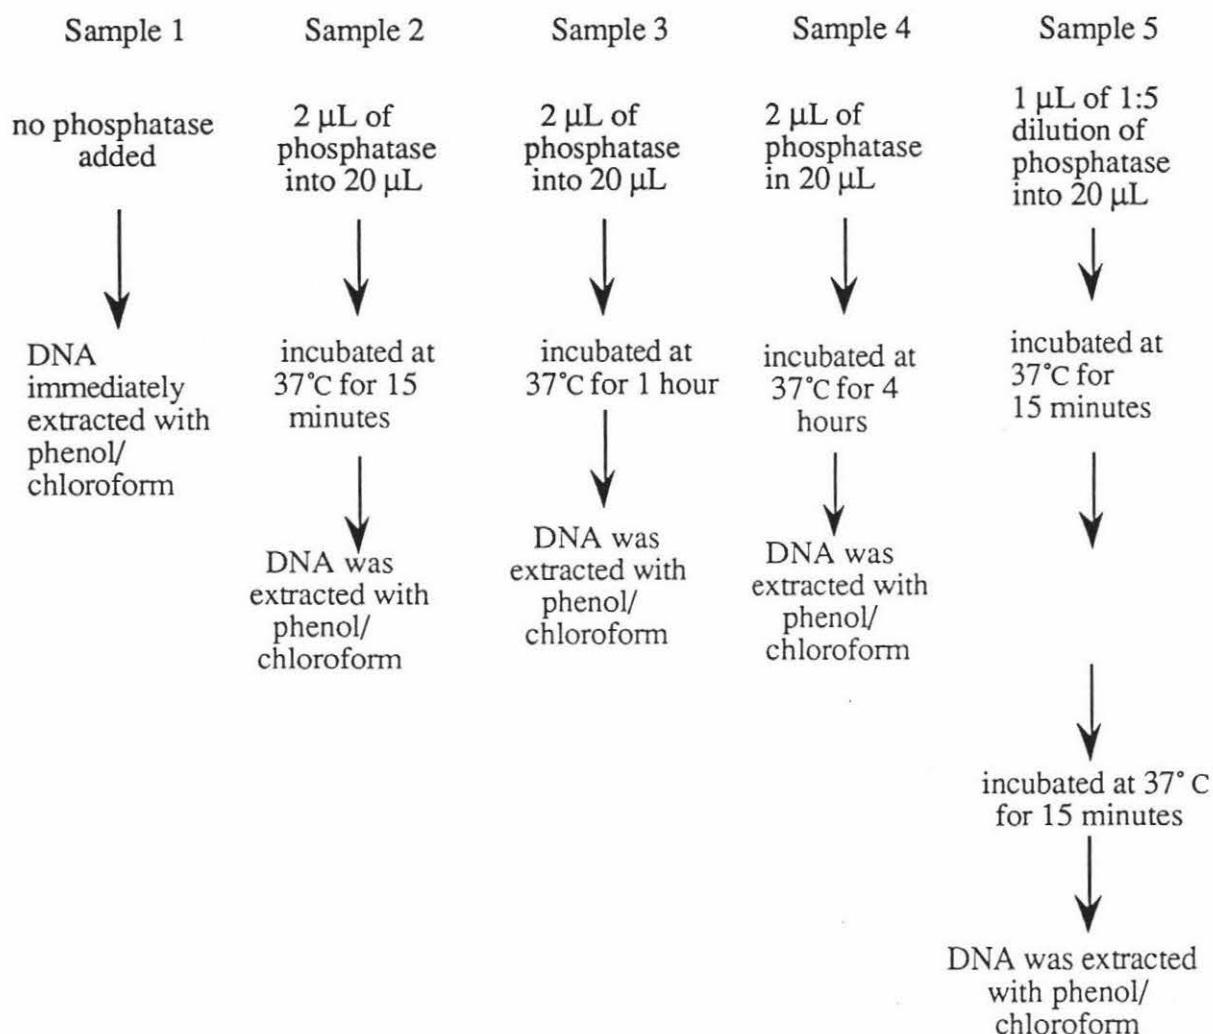 Sample 1
no phosphatase
added
DNA
immediately
extracted with
phenol/
chloroform
Sample 2
2 µL of
phosphatase
into 20 µL
incubated at
37°C for 15
minutes
DNA was
extracted with
phenol/
chloroform
Sample 3
2 µL of
phosphatase
into 20 µL
incubated at
37°C for 1 hour
DNA was
extracted with
phenol/
chloroform
Sample 4
2 µL of
phosphatase
in 20 µL
incubated at
37°C for 4
hours
DNA was
extracted with
phenol/
chloroform
Sample 5
1 µL of 1:5
dilution of
phosphatase
into 20 µL
incubated at
37°C for
15 minutes
incubated at 37° C
for 15 minutes
DNA was extracted
with phenol/
chloroform